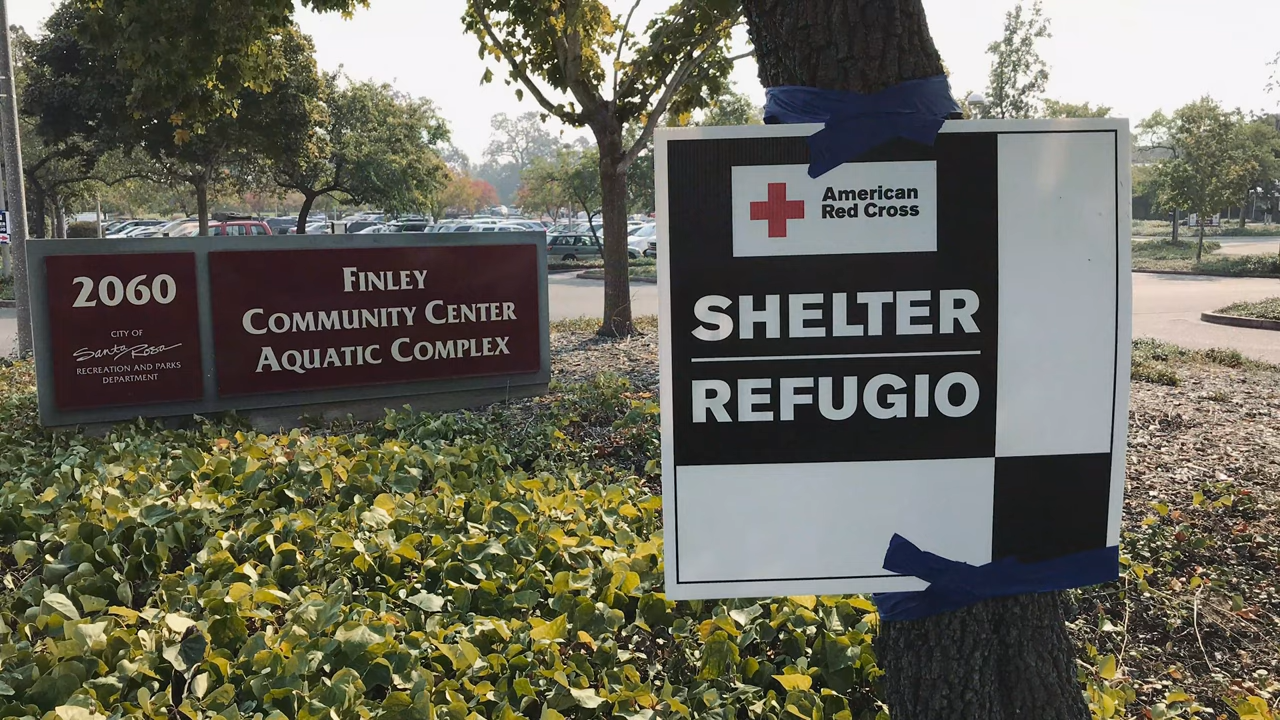 2060
CITY OF
Santa Rosa
RECREATION AND PARKS
DEPARTMENT
FINLEY
COMMUNITY CENTER
AQUATIC COMPLEX
American
Red Cross
SHELTER
REFUGIO